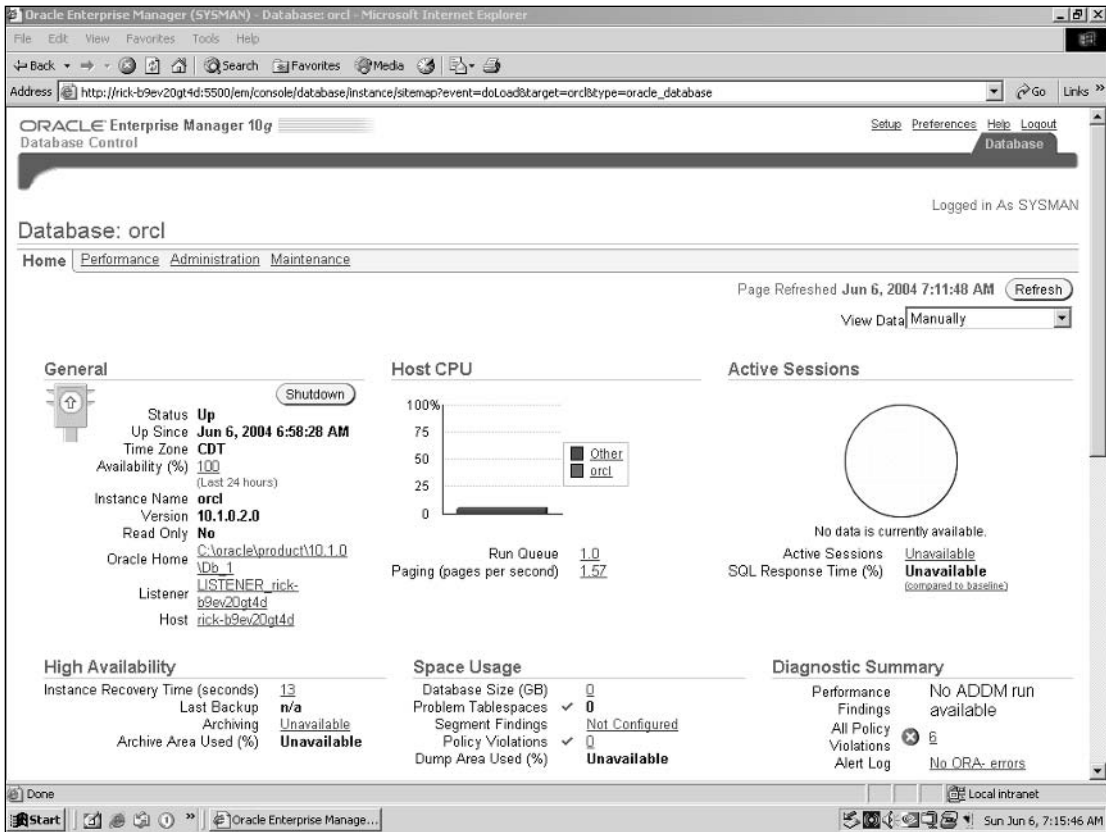 Oracle Enterprise Manager (SYSMAN) - Database: orcl - Microsoft Internet Explorer
File Edit View Favorites Tools Help
Back Search Favorites Media
Address http://rick-b9ev20gt4d:5500/em/console/database/instance/sitemap?event=doLoad&target=orcl&type=oracle_database Go Links »
ORACLE Enterprise Manager 10g
Database Control
Setup Preferences Help Logout
Database
Logged in As SYSMAN
Database: orcl
Home Performance Administration Maintenance
Page Refreshed Jun 6, 2004 7:11:48 AM Refresh
View Data Manually
General
Shutdown
Status Up
Up Since Jun 6, 2004 6:58:28 AM
Time Zone CDT
Availability (%) 100
(Last 24 hours)
Instance Name orcl
Version 10.1.0.2.0
Read Only No
Oracle Home C:\oracle\product\10.1.0
\Db_1
Listener LISTENER_rick-
b9ev20gt4d
Host rick-b9ev20gt4d
Host CPU
100%
75
50
25
0
Other
orcl
Run Queue 1.0
Paging (pages per second) 1.57
Active Sessions
No data is currently available.
Active Sessions Unavailable
SQL Response Time (%) Unavailable
(compared to baseline)
High Availability
Instance Recovery Time (seconds) 13
Last Backup n/a
Archiving Unavailable
Archive Area Used (%) Unavailable
Space Usage
Database Size (GB) 0
Problem Tablespaces 0
Segment Findings Not Configured
Policy Violations 0
Dump Area Used (%) Unavailable
Diagnostic Summary
Performance Findings No ADDM run available
All Policy Violations 6
Alert Log No ORA- errors
Done
Local intranet
Start » Oracle Enterprise Manage... Sun Jun 6, 7:15:46 AM